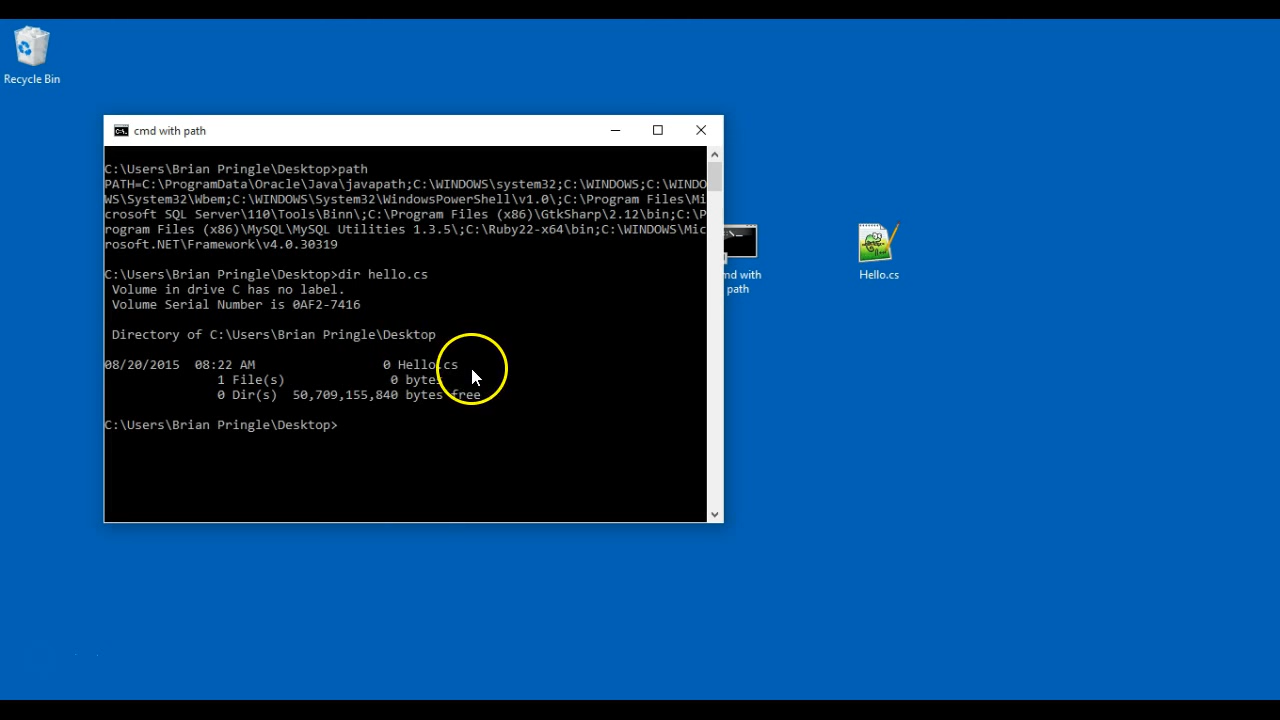 Recycle Bin
cmd with path
C:\Users\Brian Pringle\Desktop>path
PATH=C:\ProgramData\Oracle\Java\javapath;C:\WINDOWS\system32;C:\WINDOWS;C:\WINDO
WS\System32\Wbem;C:\WINDOWS\System32\WindowsPowerShell\v1.0\;C:\Program Files\Mi
crosoft SQL Server\110\Tools\Binn\;C:\Program Files (x86)\GtkSharp\2.12\bin;C:\P
rogram Files (x86)\MySQL\MySQL Utilities 1.3.5\;C:\Ruby22-x64\bin;C:\WINDOWS\Mic
rosoft.NET\Framework\v4.0.30319
C:\Users\Brian Pringle\Desktop>dir hello.cs
Volume in drive C has no label.
Volume Serial Number is 0AF2-7416
Directory of C:\Users\Brian Pringle\Desktop
08/20/2015 08:22 AM 0 Hello.cs
1 File(s) 0 bytes
0 Dir(s) 50,709,155,840 bytes free
C:\Users\Brian Pringle\Desktop>
md with
path
Hello.cs